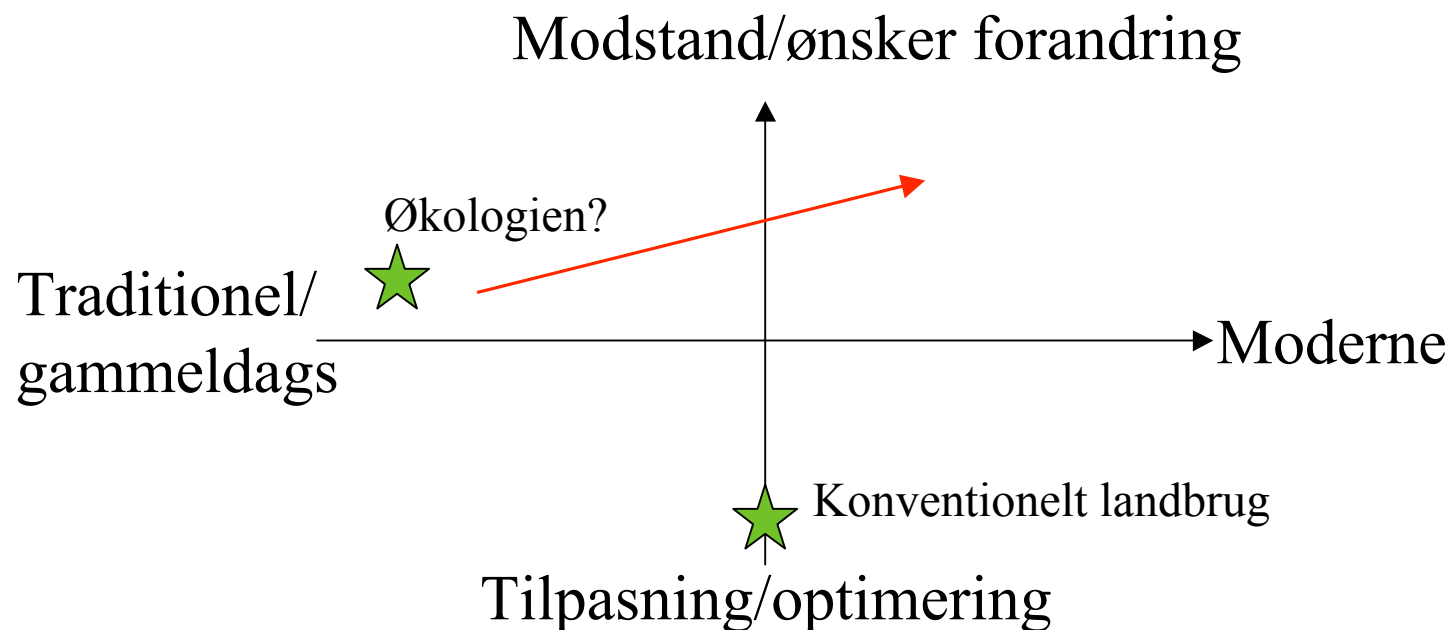 Modstand/ønsker forandring
Økologien?
Traditionel/
gammeldags
Moderne
Konventionelt landbrug
Tilpasning/optimering